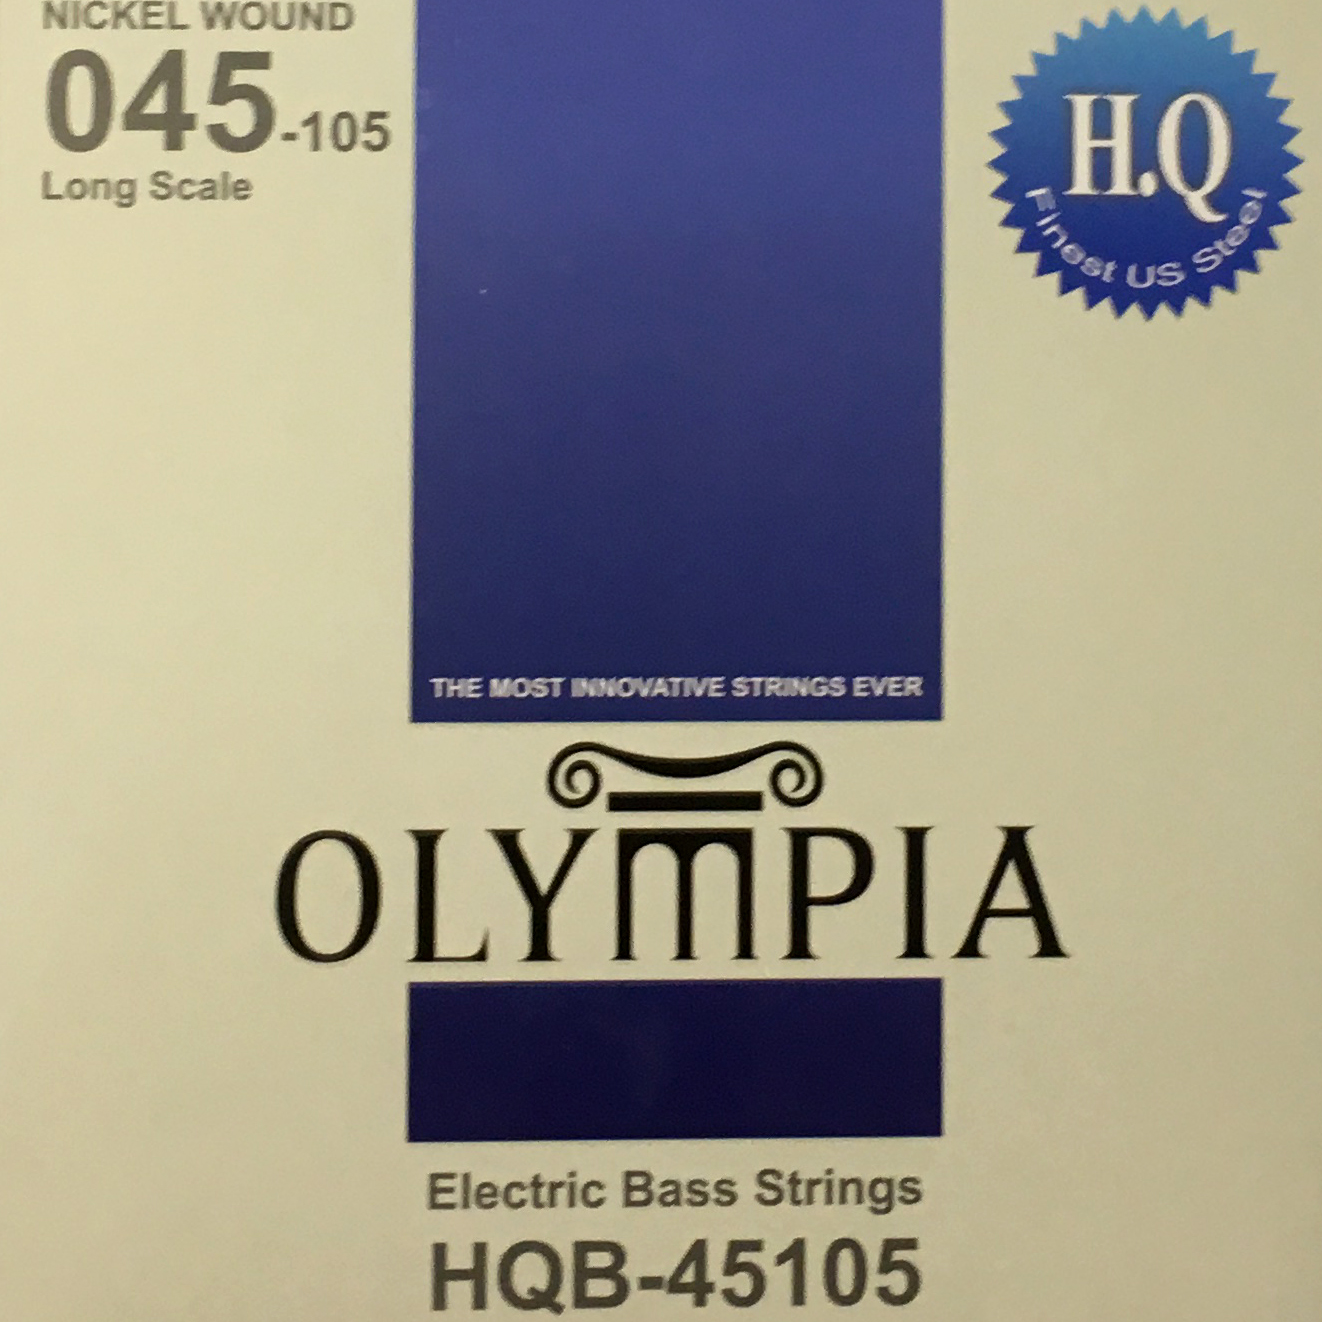 NICKEL WOUND
045-105
Long Scale
H.Q
Finest US Steel
THE MOST INNOVATIVE STRINGS EVER
OLYMPIA
Electric Bass Strings
HQB-45105